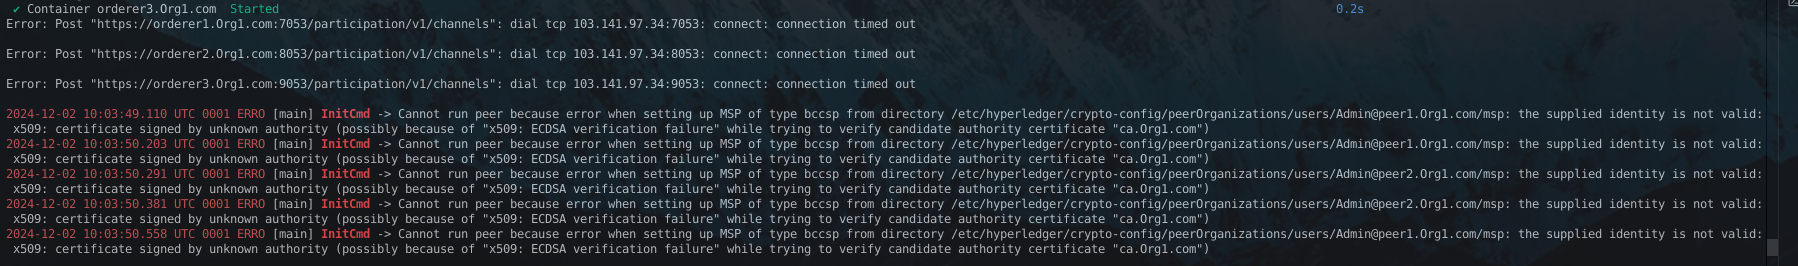 ✔ Container orderer3.Org1.com  Started 0.2s
Error: Post "https://orderer1.Org1.com:7053/participation/v1/channels": dial tcp 103.141.97.34:7053: connect: connection timed out
Error: Post "https://orderer2.Org1.com:8053/participation/v1/channels": dial tcp 103.141.97.34:8053: connect: connection timed out
Error: Post "https://orderer3.Org1.com:9053/participation/v1/channels": dial tcp 103.141.97.34:9053: connect: connection timed out
2024-12-02 10:03:49.110 UTC 0001 ERRO [main] InitCmd -> Cannot run peer because error when setting up MSP of type bccsp from directory /etc/hyperledger/crypto-config/peerOrganizations/users/Admin@peer1.Org1.com/msp: the supplied identity is not valid:
x509: certificate signed by unknown authority (possibly because of "x509: ECDSA verification failure" while trying to verify candidate authority certificate "ca.Org1.com")
2024-12-02 10:03:50.203 UTC 0001 ERRO [main] InitCmd -> Cannot run peer because error when setting up MSP of type bccsp from directory /etc/hyperledger/crypto-config/peerOrganizations/users/Admin@peer1.Org1.com/msp: the supplied identity is not valid:
x509: certificate signed by unknown authority (possibly because of "x509: ECDSA verification failure" while trying to verify candidate authority certificate "ca.Org1.com")
2024-12-02 10:03:50.291 UTC 0001 ERRO [main] InitCmd -> Cannot run peer because error when setting up MSP of type bccsp from directory /etc/hyperledger/crypto-config/peerOrganizations/users/Admin@peer2.Org1.com/msp: the supplied identity is not valid:
x509: certificate signed by unknown authority (possibly because of "x509: ECDSA verification failure" while trying to verify candidate authority certificate "ca.Org1.com")
2024-12-02 10:03:50.381 UTC 0001 ERRO [main] InitCmd -> Cannot run peer because error when setting up MSP of type bccsp from directory /etc/hyperledger/crypto-config/peerOrganizations/users/Admin@peer2.Org1.com/msp: the supplied identity is not valid:
x509: certificate signed by unknown authority (possibly because of "x509: ECDSA verification failure" while trying to verify candidate authority certificate "ca.Org1.com")
2024-12-02 10:03:50.558 UTC 0001 ERRO [main] InitCmd -> Cannot run peer because error when setting up MSP of type bccsp from directory /etc/hyperledger/crypto-config/peerOrganizations/users/Admin@peer1.Org1.com/msp: the supplied identity is not valid:
x509: certificate signed by unknown authority (possibly because of "x509: ECDSA verification failure" while trying to verify candidate authority certificate "ca.Org1.com")